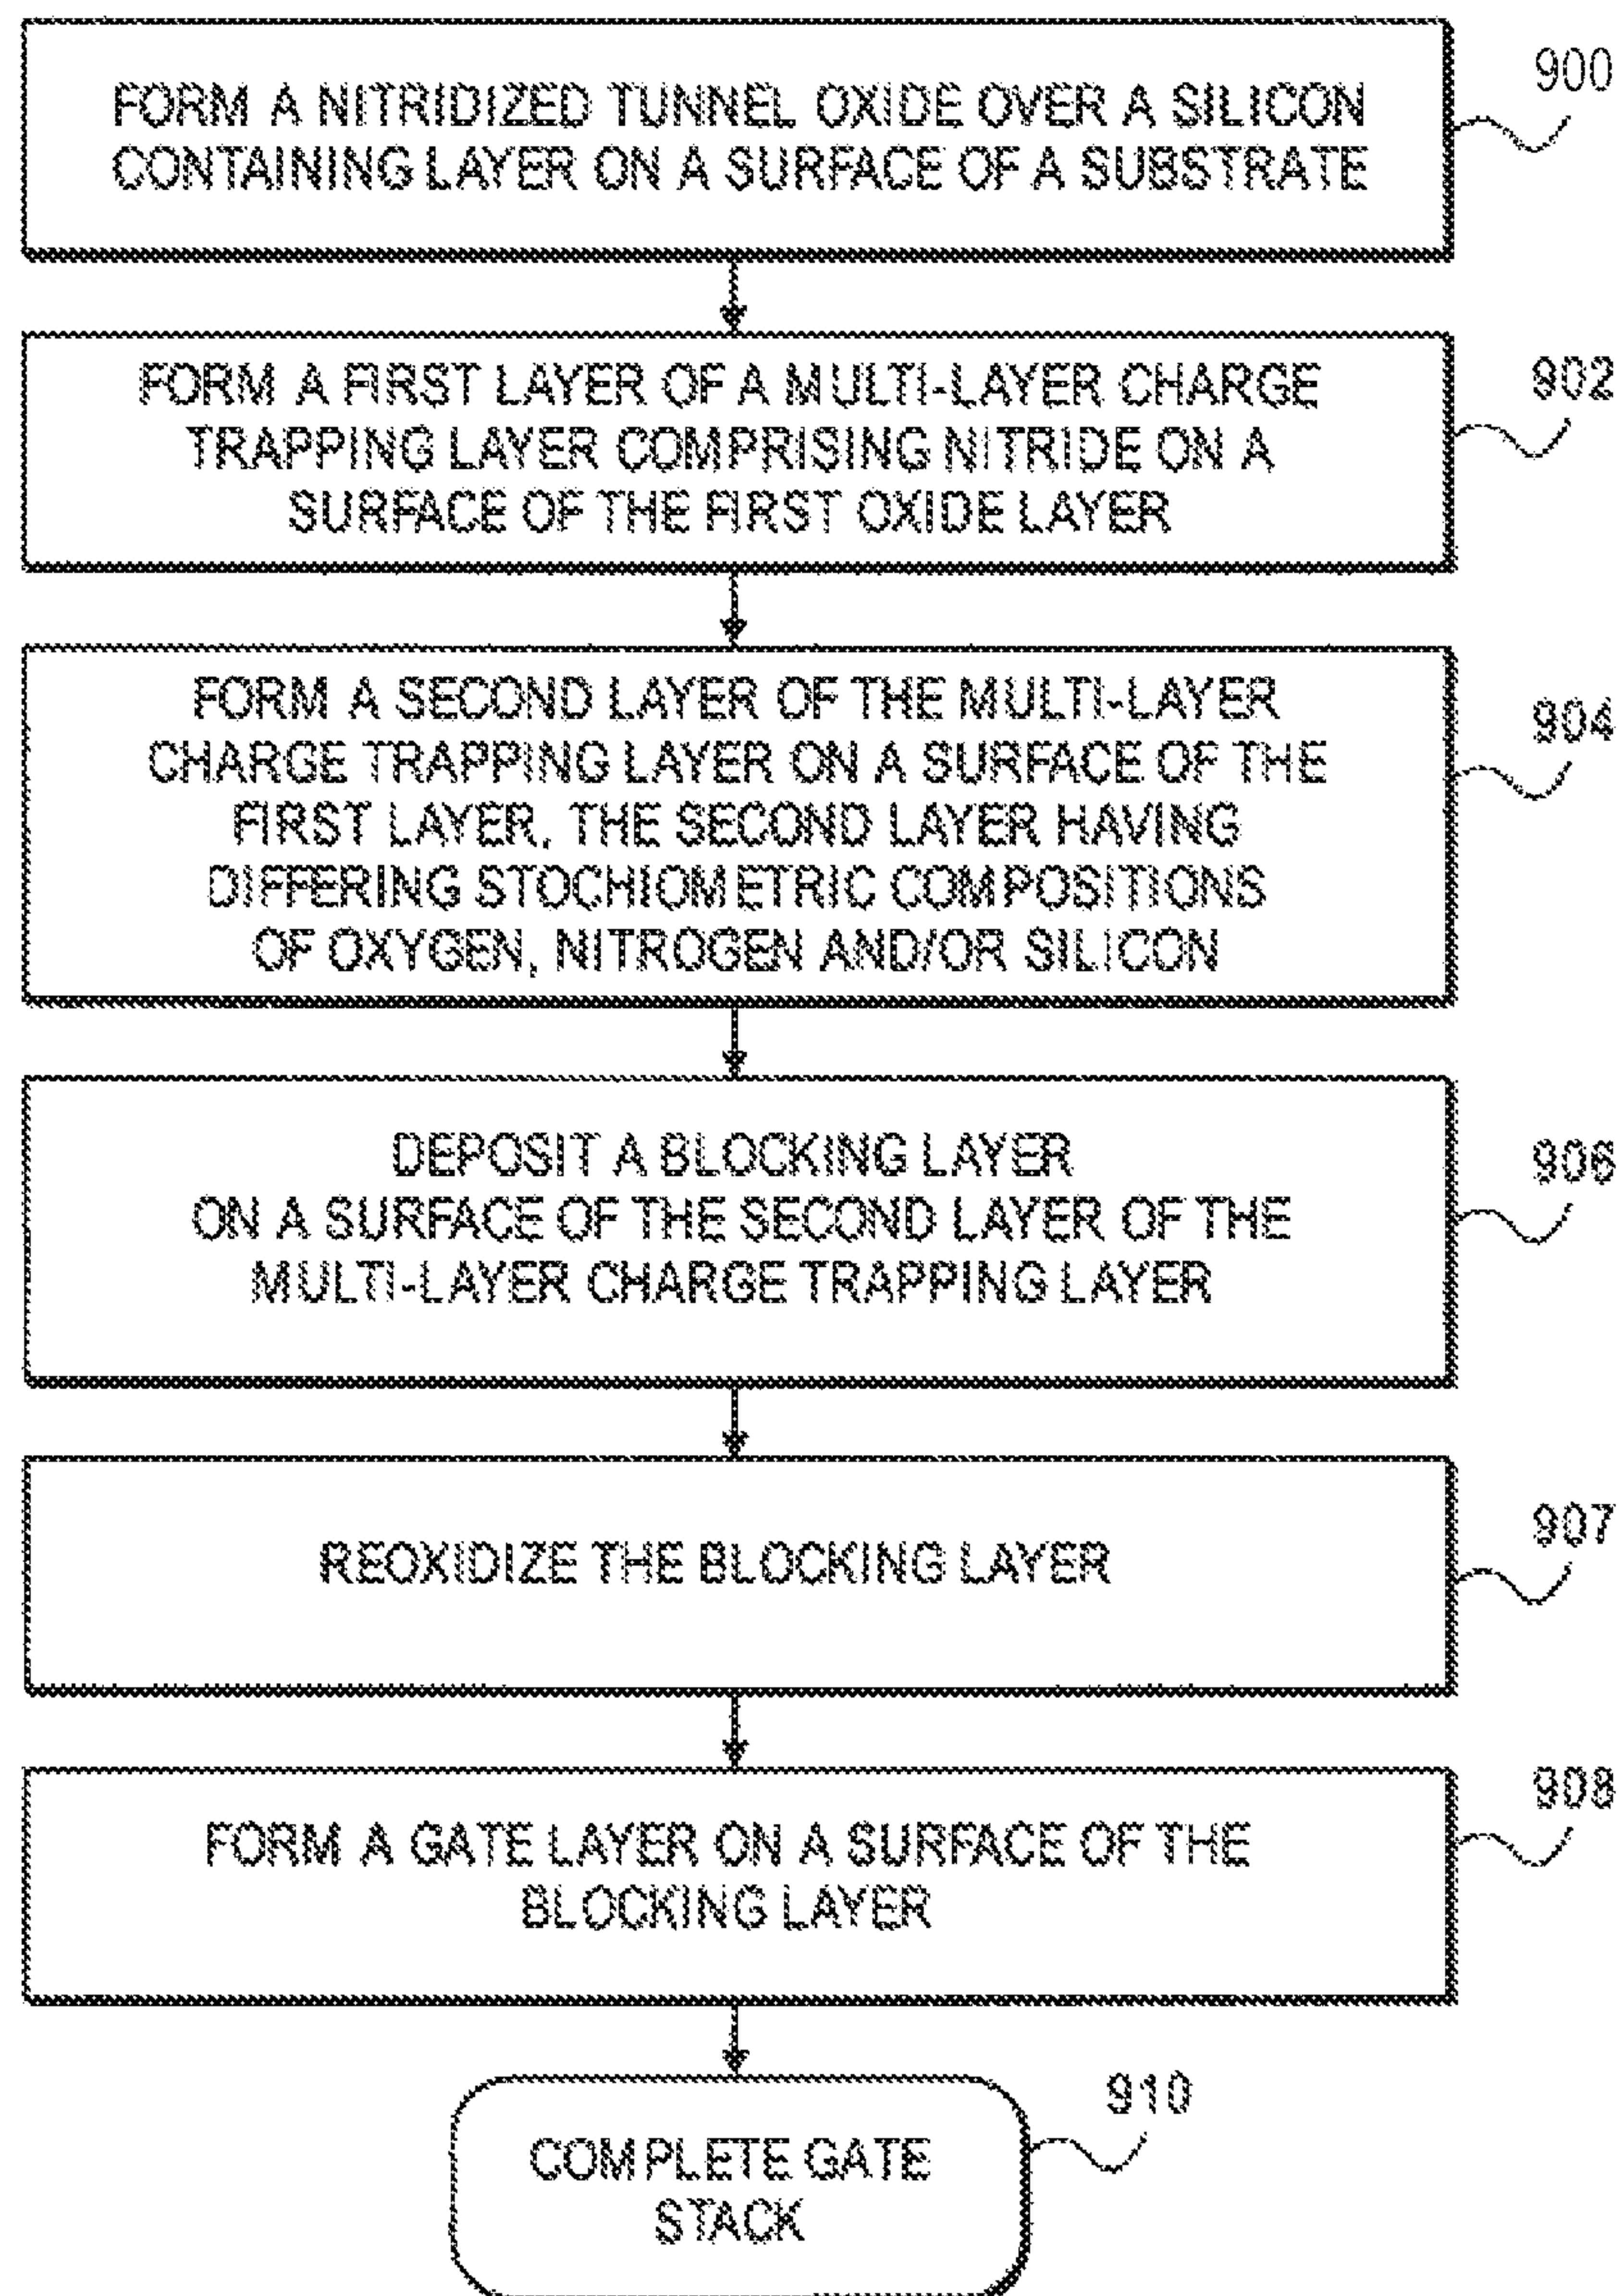 900
FORM A NITRIDIZED TUNNEL OXIDE OVER A SILICON
CONTAINING LAYER ON A SURFACE OF A SUBSTRATE
902
FORM A FIRST LAYER OF A MULTI-LAYER CHARGE
TRAPPING LAYER COMPRISING NITRIDE ON A
SURFACE OF THE FIRST OXIDE LAYER
904
FORM A SECOND LAYER OF THE MULTI-LAYER
CHARGE TRAPPING LAYER ON A SURFACE OF THE
FIRST LAYER, THE SECOND LAYER HAVING
DIFFERING STOCHIOMETRIC COMPOSITIONS
OF OXYGEN, NITROGEN AND/OR SILICON
906
DEPOSIT A BLOCKING LAYER
ON A SURFACE OF THE SECOND LAYER OF THE
MULTI-LAYER CHARGE TRAPPING LAYER
907
REOXIDIZE THE BLOCKING LAYER
908
FORM A GATE LAYER ON A SURFACE OF THE
BLOCKING LAYER
910
COMPLETE GATE
STACK